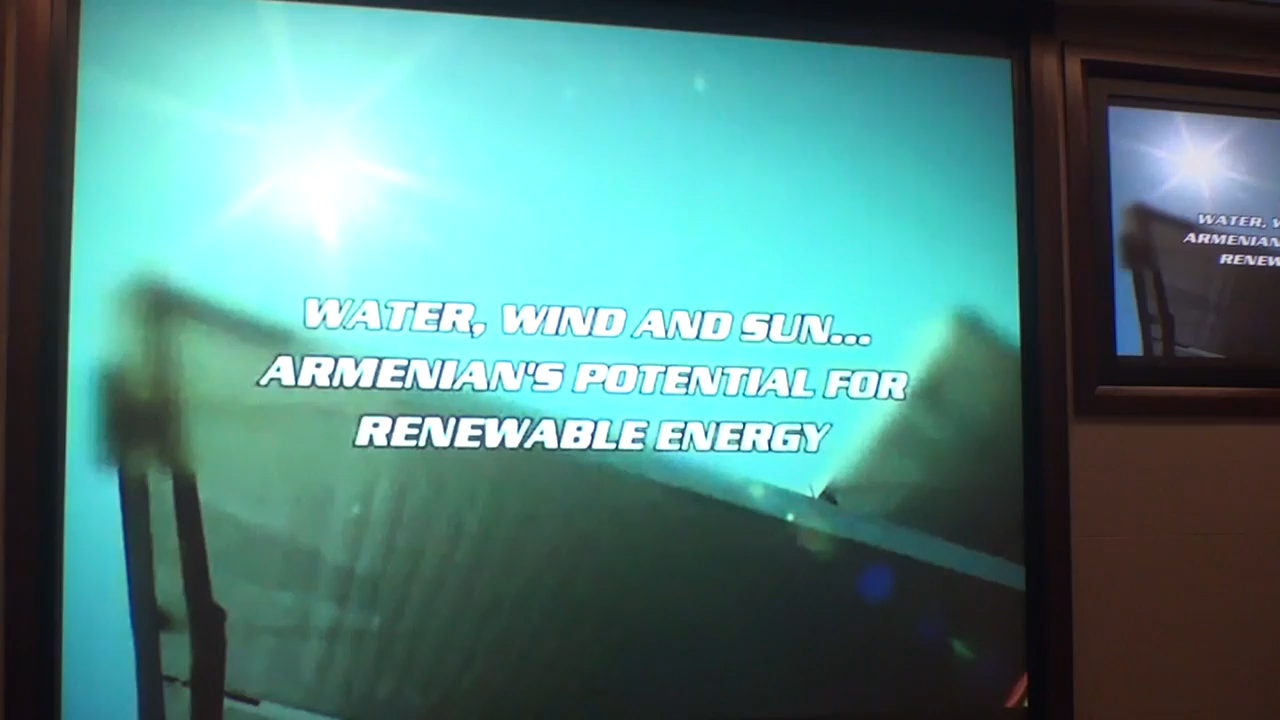 WATER, WIND AND SUN...
ARMENIAN'S POTENTIAL FOR
RENEWABLE ENERGY
WATER,
ARMENIAN
RENEW